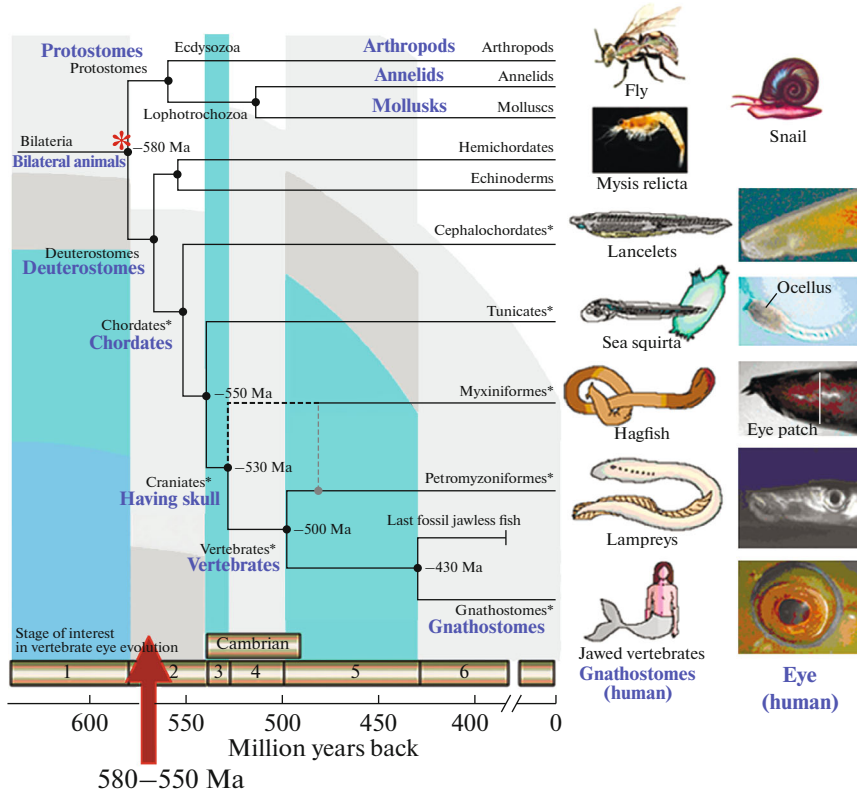 Protostomes
Protostomes
Ecdysozoa
Arthropods
Arthropods
Annelids
Annelids
Lophotrochozoa
Mollusks
Molluscs
Bilateria
*
–580 Ma
Bilateral animals
Hemichordates
Echinoderms
Deuterostomes
Deuterostomes
Cephalochordates*
Chordates*
Chordates
Tunicates*
–550 Ma
Myxiniformes*
–530 Ma
Craniates*
Having skull
Petromyzoniformes*
–500 Ma
Last fossil jawless fish
Vertebrates*
Vertebrates
–430 Ma
Gnathostomes*
Gnathostomes
Fly
Snail
Mysis relicta
Lancelets
Ocellus
Sea squirta
Hagfish
Eye patch
Lampreys
Jawed vertebrates
Gnathostomes
(human)
Eye
(human)
Stage of interest
in vertebrate eye evolution
Cambrian
1 2 3 4 5 6
600 550 500 450 400 0
Million years back
580–550 Ma